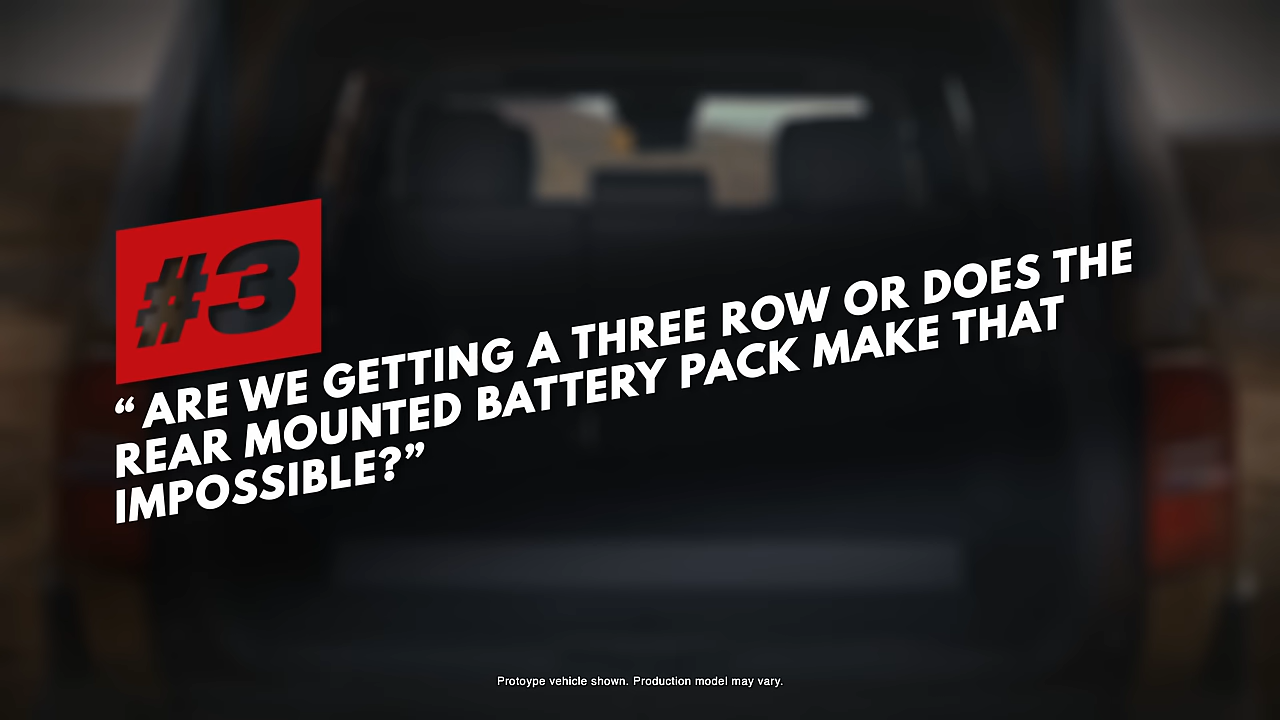 #3
“ ARE WE GETTING A THREE ROW OR DOES THE
REAR MOUNTED BATTERY PACK MAKE THAT
IMPOSSIBLE?”
Protoype vehicle shown. Production model may vary.